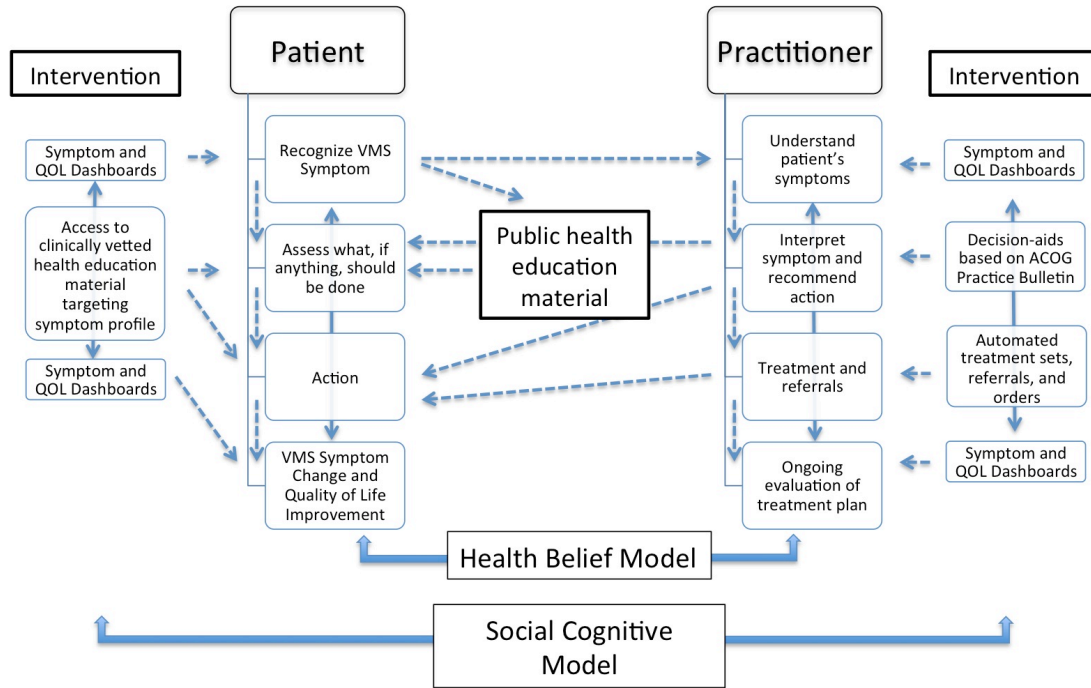 Patient
Practitioner
Intervention
Intervention
Symptom and
QOL Dashboards
Access to
clinically vetted
health education
material
targeting
symptom profile
Symptom and
QOL Dashboards
Recognize VMS
Symptom
Assess what, if
anything, should
be done
Action
VMS Symptom
Change and
Quality of Life
Improvement
Public health
education
material
Understand
patient's
symptoms
Interpret
symptom and
recommend
action
Treatment and
referrals
Ongoing
evaluation of
treatment plan
Symptom and
QOL Dashboards
Decision-aids
based on ACOG
Practice Bulletin
Automated
treatment sets,
referrals, and
orders
Symptom and
QOL Dashboards
Health Belief Model
Social Cognitive
Model